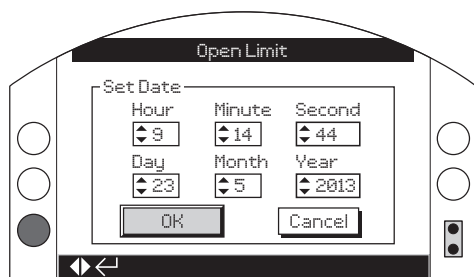 Open Limit
Set Date
Hour Minute Second
9 14 44
Day Month Year
23 5 2013
OK Cancel